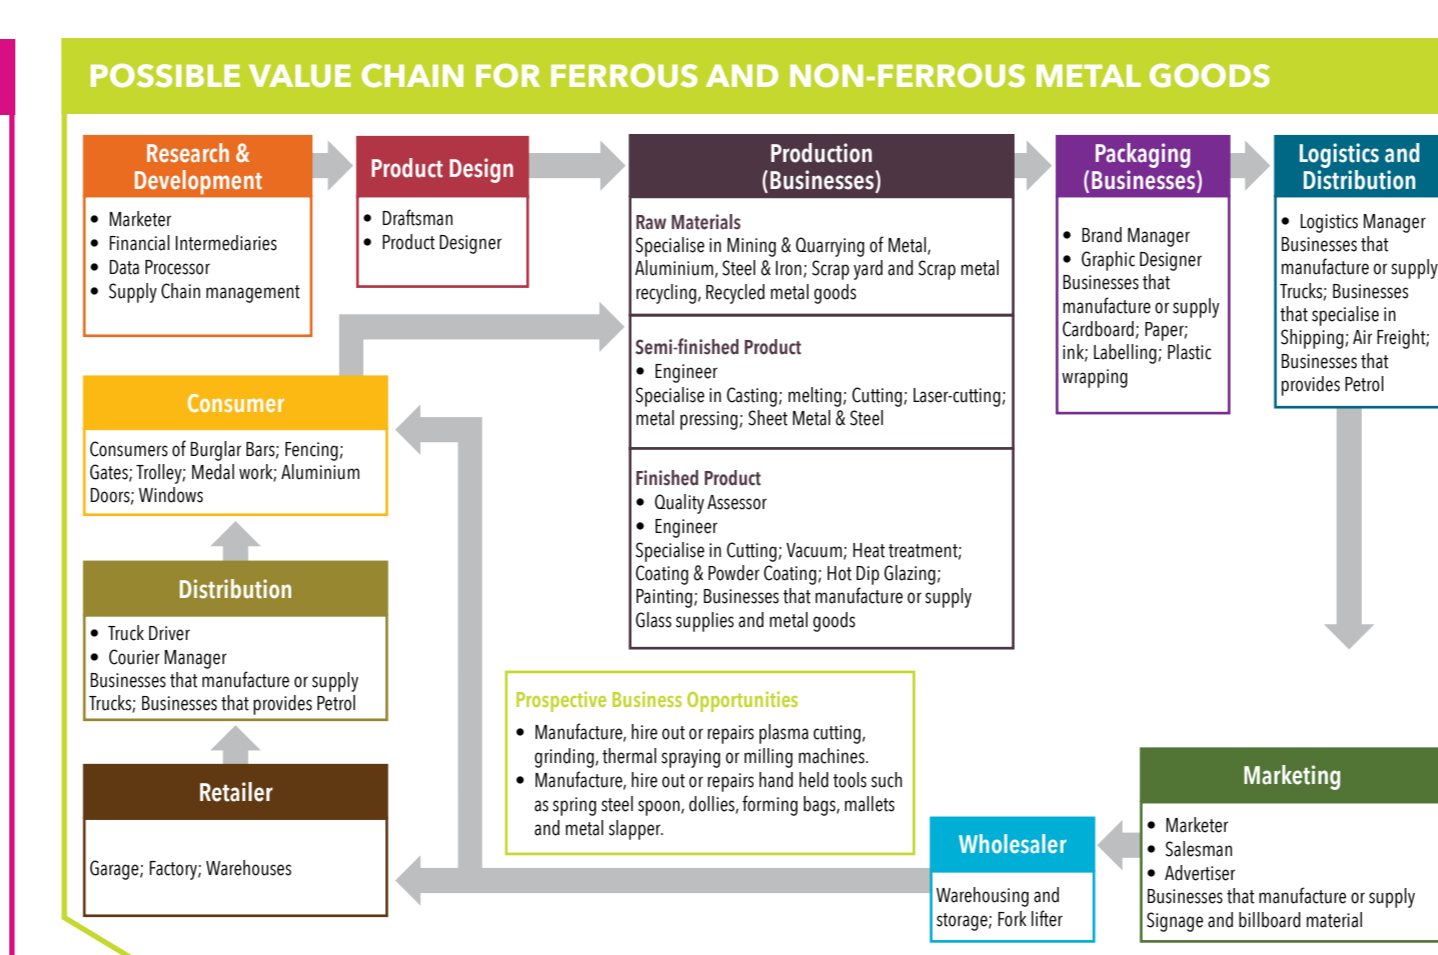 POSSIBLE VALUE CHAIN FOR FERROUS AND NON-FERROUS METAL GOODS
Research &
Development
• Marketer
• Financial Intermediaries
• Data Processor
• Supply Chain management
Product Design
• Draftsman
• Product Designer
Production
(Businesses)
Raw Materials
Specialise in Mining & Quarrying of Metal,
Aluminium, Steel & Iron; Scrap yard and Scrap metal
recycling, Recycled metal goods
Semi-finished Product
• Engineer
Specialise in Casting; melting; Cutting; Laser-cutting;
metal pressing; Sheet Metal & Steel
Finished Product
• Quality Assessor
• Engineer
Specialise in Cutting; Vacuum; Heat treatment;
Coating & Powder Coating; Hot Dip Glazing;
Painting; Businesses that manufacture or supply
Glass supplies and metal goods
Packaging
(Businesses)
• Brand Manager
• Graphic Designer
Businesses that
manufacture or supply
Cardboard; Paper;
ink; Labelling; Plastic
wrapping
Logistics and
Distribution
• Logistics Manager
Businesses that
manufacture or supply
Trucks; Businesses
that specialise in
Shipping; Air Freight;
Businesses that
provides Petrol
Marketing
• Marketer
• Salesman
• Advertiser
Businesses that manufacture or supply
Signage and billboard material
Wholesaler
Warehousing and
storage; Fork lifter
Retailer
Garage; Factory; Warehouses
Distribution
• Truck Driver
• Courier Manager
Businesses that manufacture or supply
Trucks; Businesses that provides Petrol
Consumer
Consumers of Burglar Bars; Fencing;
Gates; Trolley; Medal work; Aluminium
Doors; Windows
Prospective Business Opportunities
• Manufacture, hire out or repairs plasma cutting,
grinding, thermal spraying or milling machines.
• Manufacture, hire out or repairs hand held tools such
as spring steel spoon, dollies, forming bags, mallets
and metal slapper.